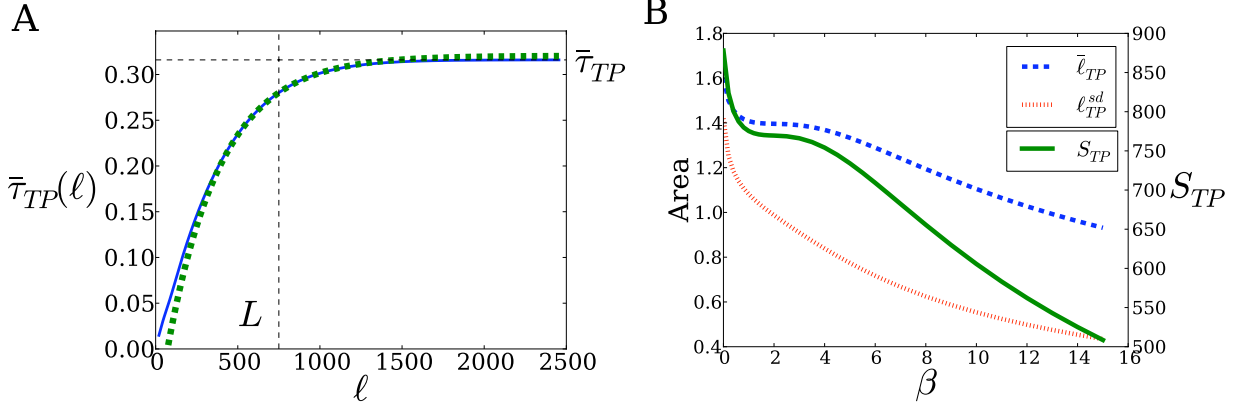 A
0.30
0.25
0.20
0.15
0.10
0.05
0.00
τ̄_TP(ℓ)
τ̄_TP
L
0 500 1000 1500 2000 2500
ℓ
B
1.8
1.6
1.4
1.2
1.0
0.8
0.6
0.4
Area
900
850
800
750
700
650
600
550
500
S_TP
ℓ̄_TP
ℓ^sd_TP
S_TP
0 2 4 6 8 10 12 14 16
β